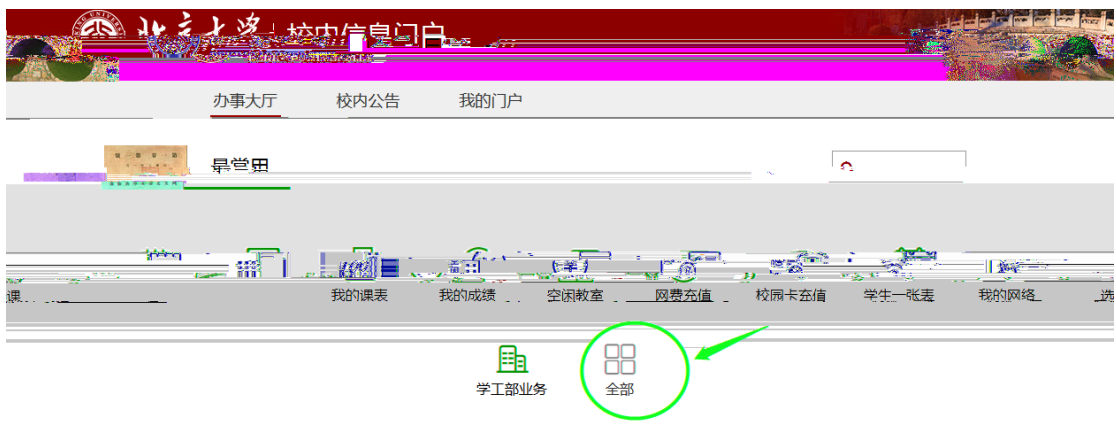 北京大学 校内信息门户
办事大厅 校内公告 我的门户
最常用
课 我的课表 我的成绩 空闲教室 网费充值 校园卡充值 学生一张表 我的网络 选
学工部业务 全部